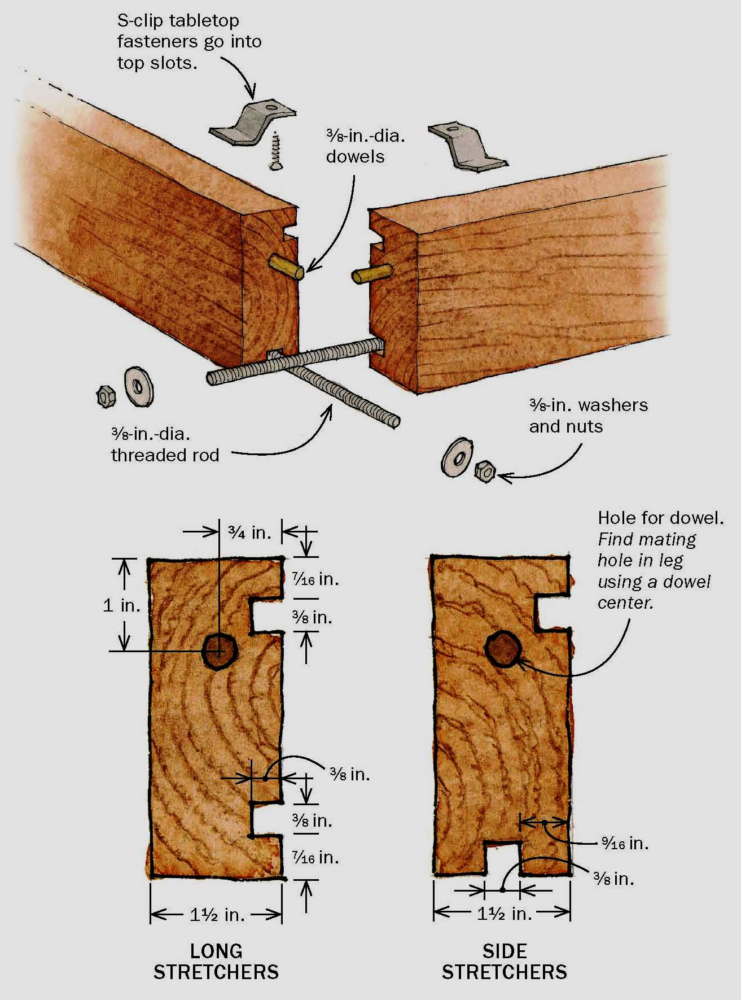 S-clip tabletop
fasteners go into
top slots.
⅜-in.-dia.
dowels
⅜-in. washers
and nuts
⅜-in.-dia.
threaded rod
Hole for dowel.
Find mating
hole in leg
using a dowel
center.
¾ in.
7⁄16 in.
1 in.
⅜ in.
⅜ in.
⅜ in.
7⁄16 in.
1½ in.
LONG
STRETCHERS
9⁄16 in.
⅜ in.
1½ in.
SIDE
STRETCHERS